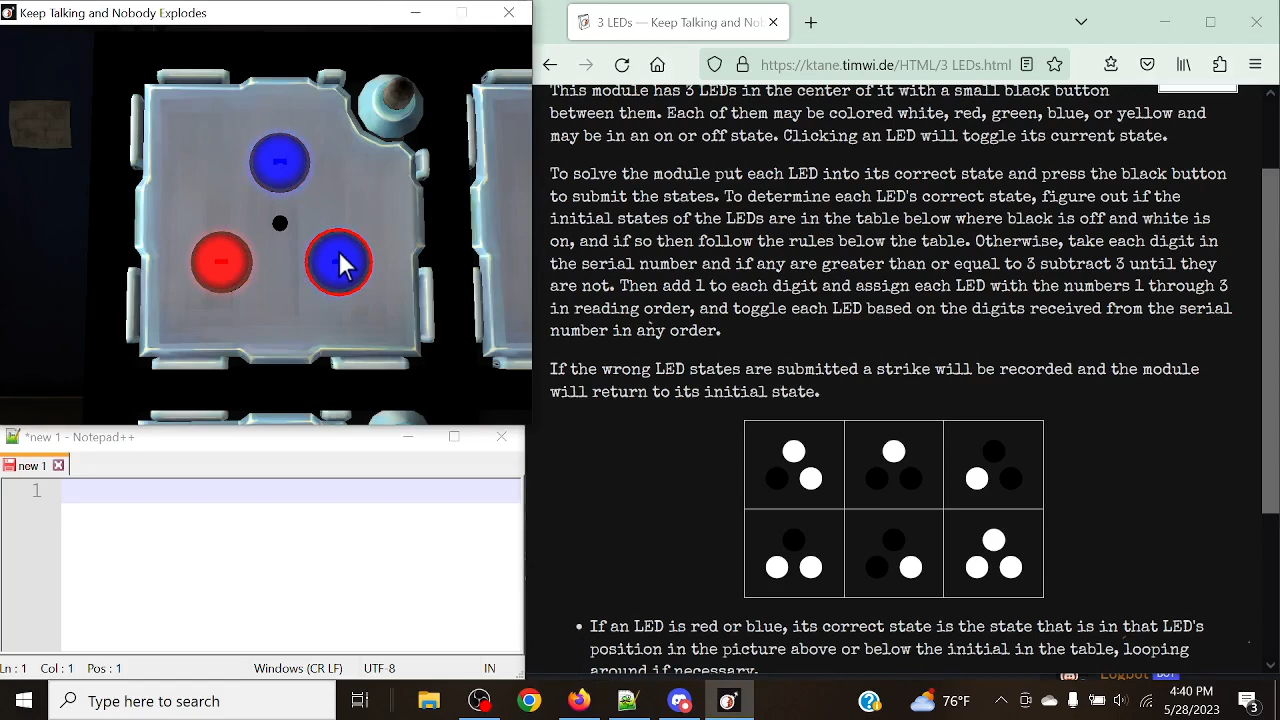 Keep Talking and Nobody Explodes
3 LEDs — Keep Talking and Nob
https://ktane.timwi.de/HTML/3 LEDs.html
This module has 3 LEDs in the center of it with a small black button
between them. Each of them may be colored white, red, green, blue, or yellow and
may be in an on or off state. Clicking an LED will toggle its current state.
To solve the module put each LED into its correct state and press the black button
to submit the states. To determine each LED's correct state, figure out if the
initial states of the LEDs are in the table below where black is off and white is
on, and if so then follow the rules below the table. Otherwise, take each digit in
the serial number and if any are greater than or equal to 3 subtract 3 until they
are not. Then add 1 to each digit and assign each LED with the numbers 1 through 3
in reading order, and toggle each LED based on the digits received from the serial
number in any order.
If the wrong LED states are submitted a strike will be recorded and the module
will return to its initial state.
• If an LED is red or blue, its correct state is the state that is in that LED's
position in the picture above or below the initial in the table, looping
around if necessary.
*new 1 - Notepad++
new 1
1
Ln : 1 Col : 1 Pos : 1 Windows (CR LF) UTF-8 IN
Logbot BOT
Type here to search
76°F
4:40 PM
5/28/2023
3